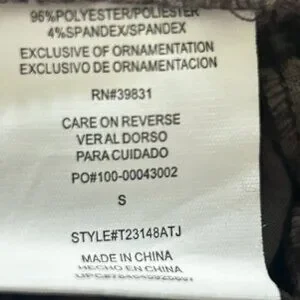 96%POLYESTER/POLIESTER
4%SPANDEX/SPANDEX
EXCLUSIVE OF ORNAMENTATION
EXCLUSIVO DE ORNAMENTACION
RN#39831
CARE ON REVERSE
VER AL DORSO
PARA CUIDADO
PO#100-00043002
S
STYLE#T23148ATJ
MADE IN CHINA
HECHO EN CHINA